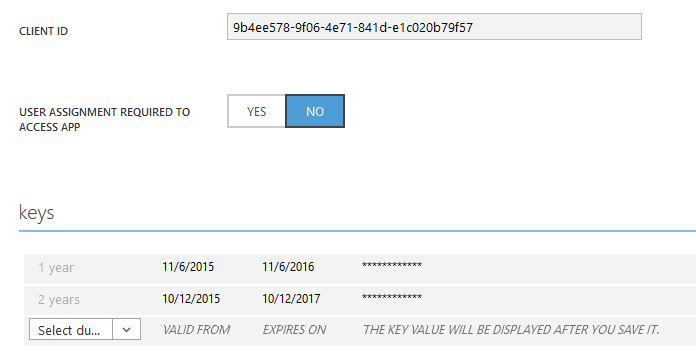 CLIENT ID
9b4ee578-9f06-4e71-841d-e1c020b79f57
USER ASSIGNMENT REQUIRED TO
ACCESS APP
YES NO
keys
1 year 11/6/2015 11/6/2016 ************
2 years 10/12/2015 10/12/2017 ************
Select du... VALID FROM EXPIRES ON THE KEY VALUE WILL BE DISPLAYED AFTER YOU SAVE IT.